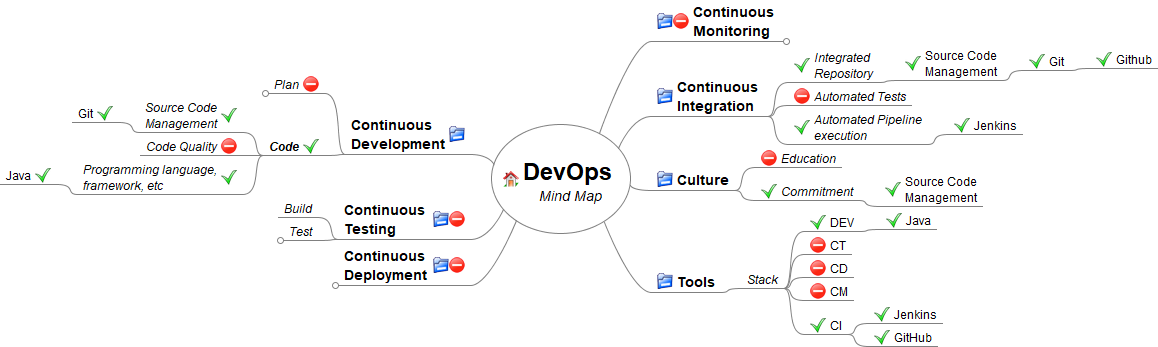 DevOps
Mind Map
Continuous
Monitoring
Continuous
Integration
Integrated
Repository
Source Code
Management
Git
Github
Automated Tests
Automated Pipeline
execution
Jenkins
Culture
Education
Commitment
Source Code
Management
Tools
Stack
DEV
Java
CT
CD
CM
CI
Jenkins
GitHub
Continuous
Development
Plan
Code
Source Code
Management
Git
Code Quality
Programming language,
framework, etc
Java
Continuous
Testing
Build
Test
Continuous
Deployment